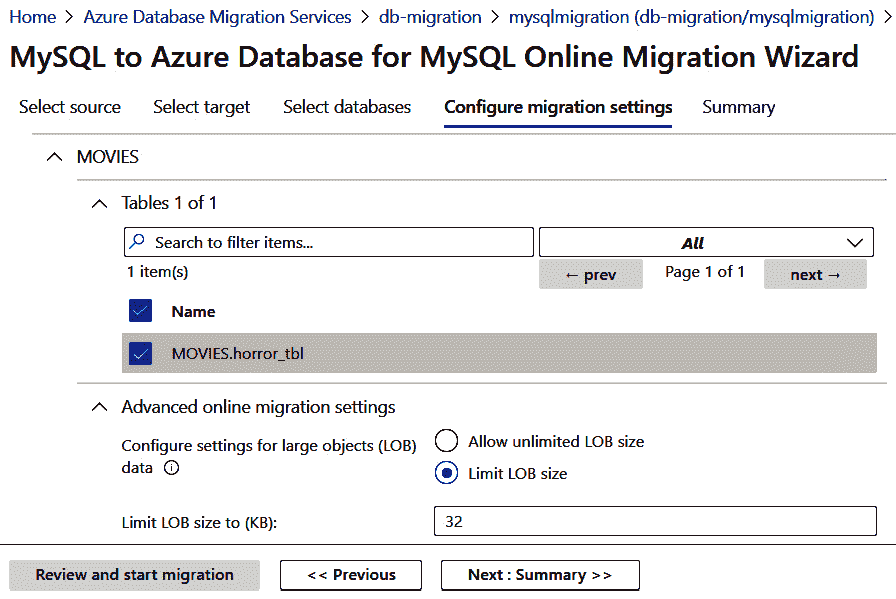 Home > Azure Database Migration Services > db-migration > mysqlmigration (db-migration/mysqlmigration) >
MySQL to Azure Database for MySQL Online Migration Wizard
Select source Select target Select databases Configure migration settings Summary
MOVIES
Tables 1 of 1
Search to filter items... All
1 item(s) ← prev Page 1 of 1 next →
Name
MOVIES.horror_tbl
Advanced online migration settings
Configure settings for large objects (LOB) data
Allow unlimited LOB size
Limit LOB size
Limit LOB size to (KB): 32
Review and start migration << Previous Next : Summary >>